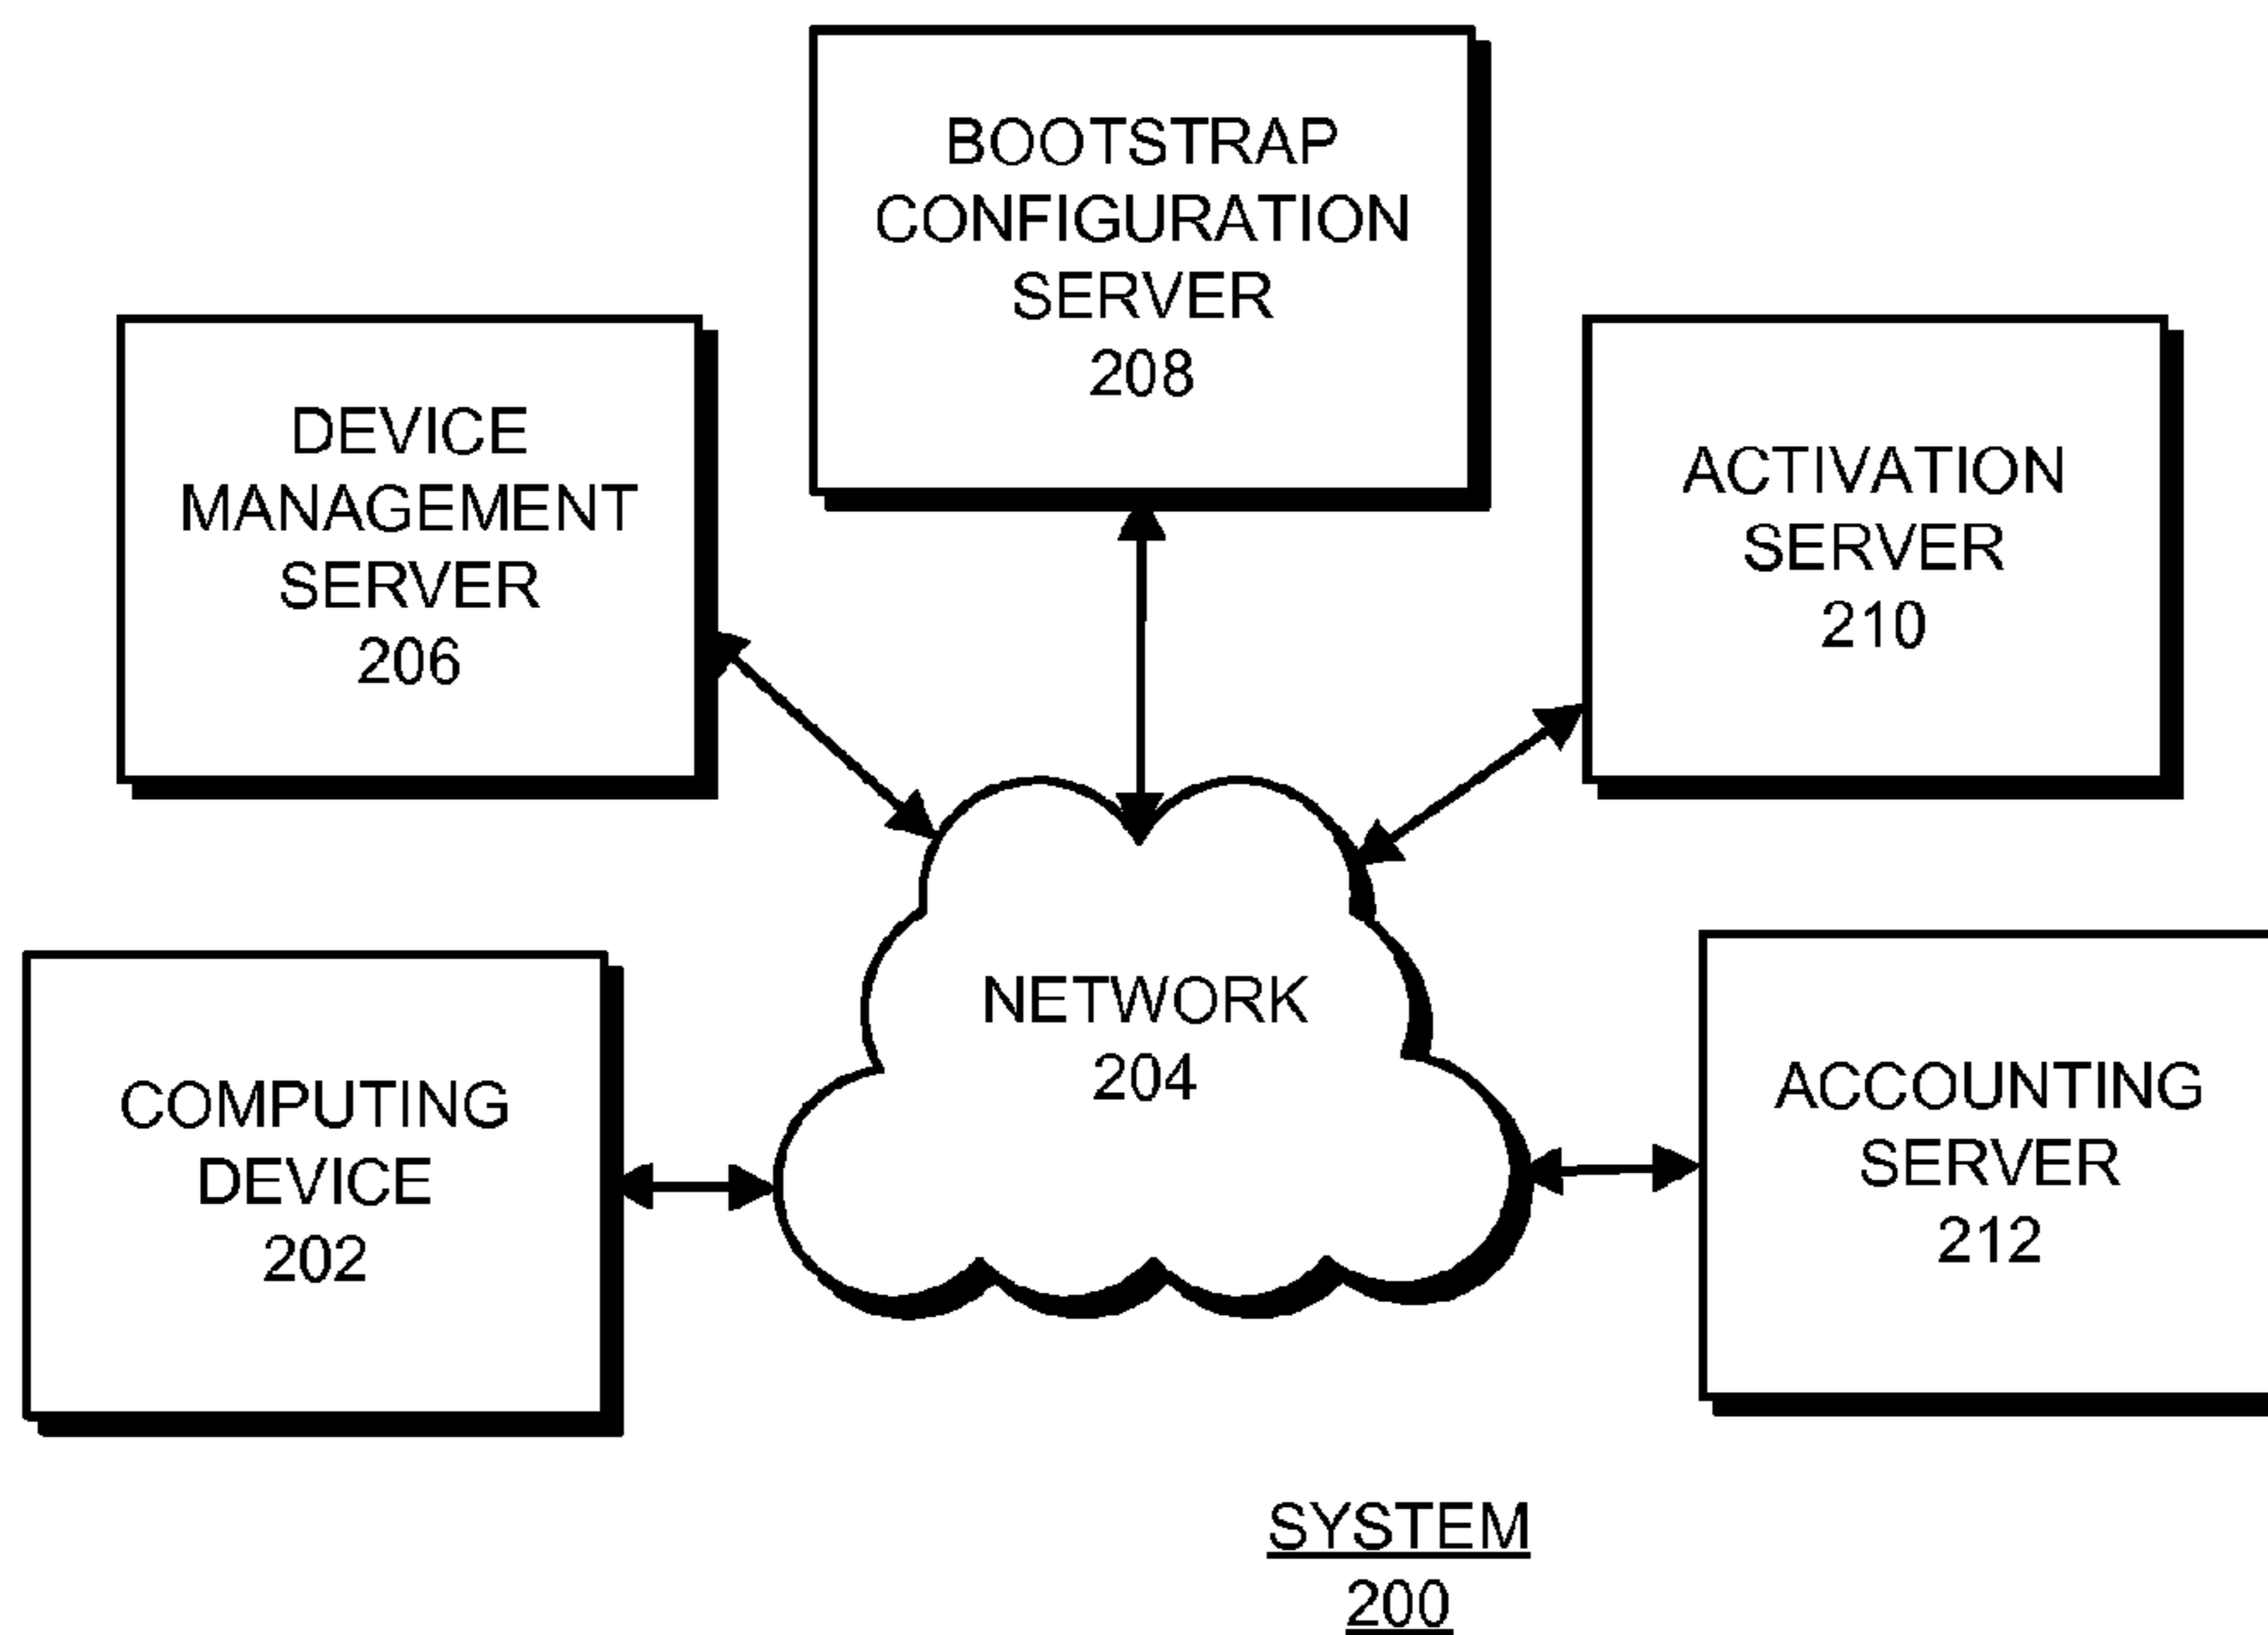 BOOTSTRAP
CONFIGURATION
SERVER
208
DEVICE
MANAGEMENT
SERVER
206
ACTIVATION
SERVER
210
NETWORK
204
COMPUTING
DEVICE
202
ACCOUNTING
SERVER
212
SYSTEM
200